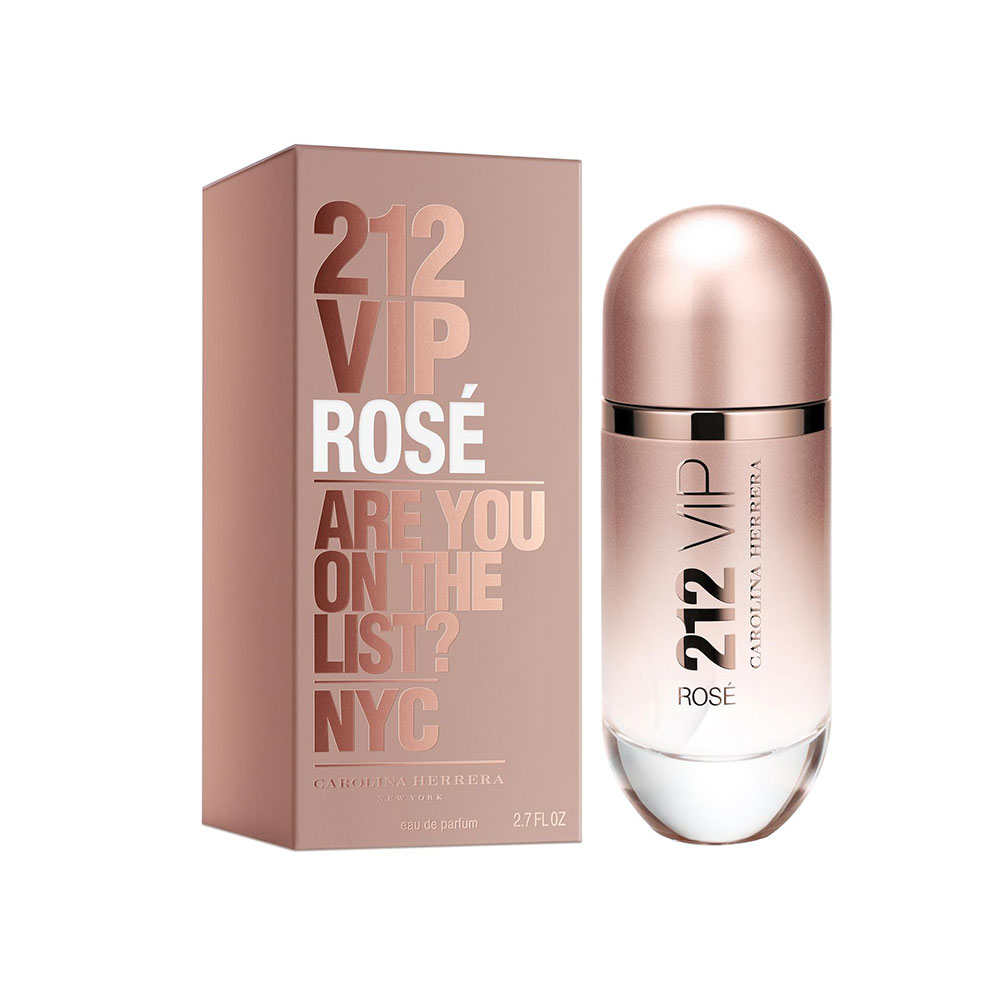 212
VIP
ROSÉ
ARE YOU
ON THE
LIST?
NYC
CAROLINA HERRERA
NEW YORK
eau de parfum 2.7 FL OZ
212 VIP
CAROLINA HERRERA
ROSÉ